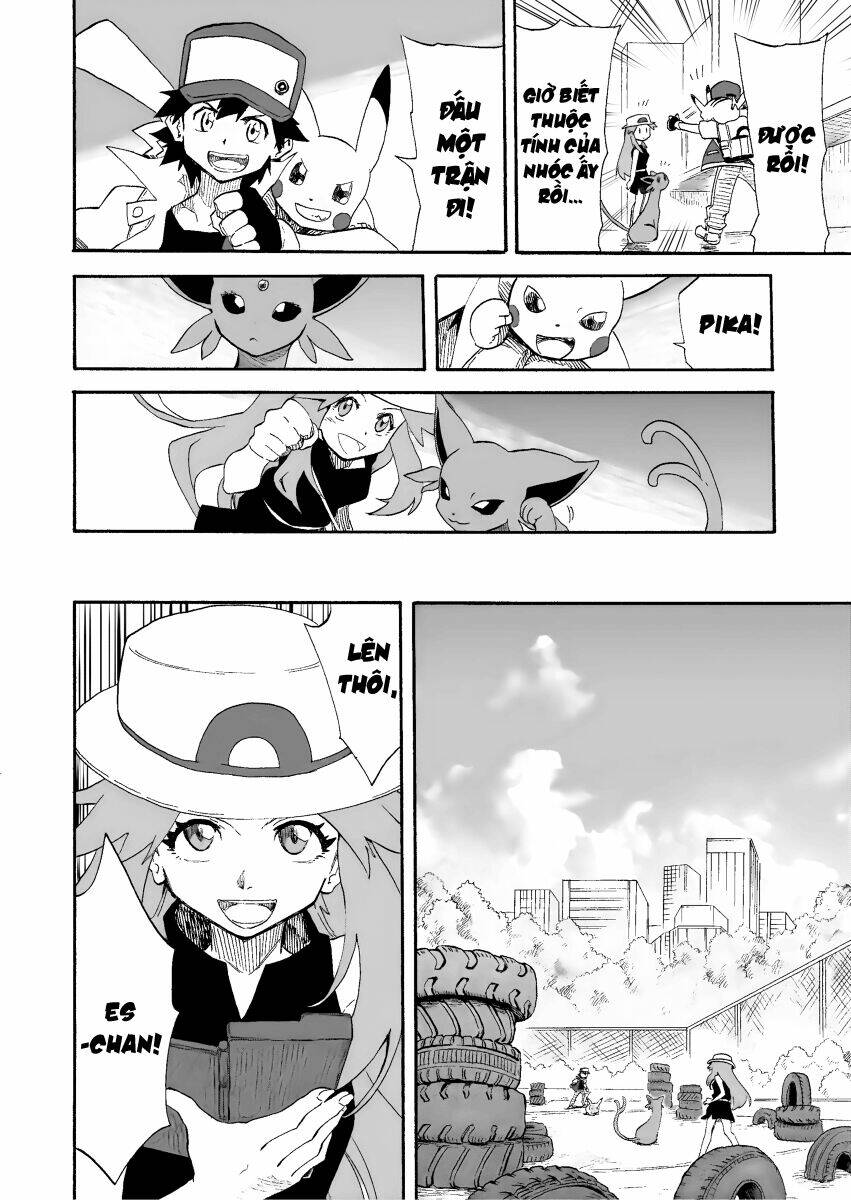 ĐƯỢC
RỒI!
GIỜ BIẾT
THUỘC
TÍNH CỦA
NHÓC ẤY
RỒI...
ĐẤU
MỘT
TRẬN
ĐI!
PIKA!
LÊN
THÔI,
ES
-CHAN!